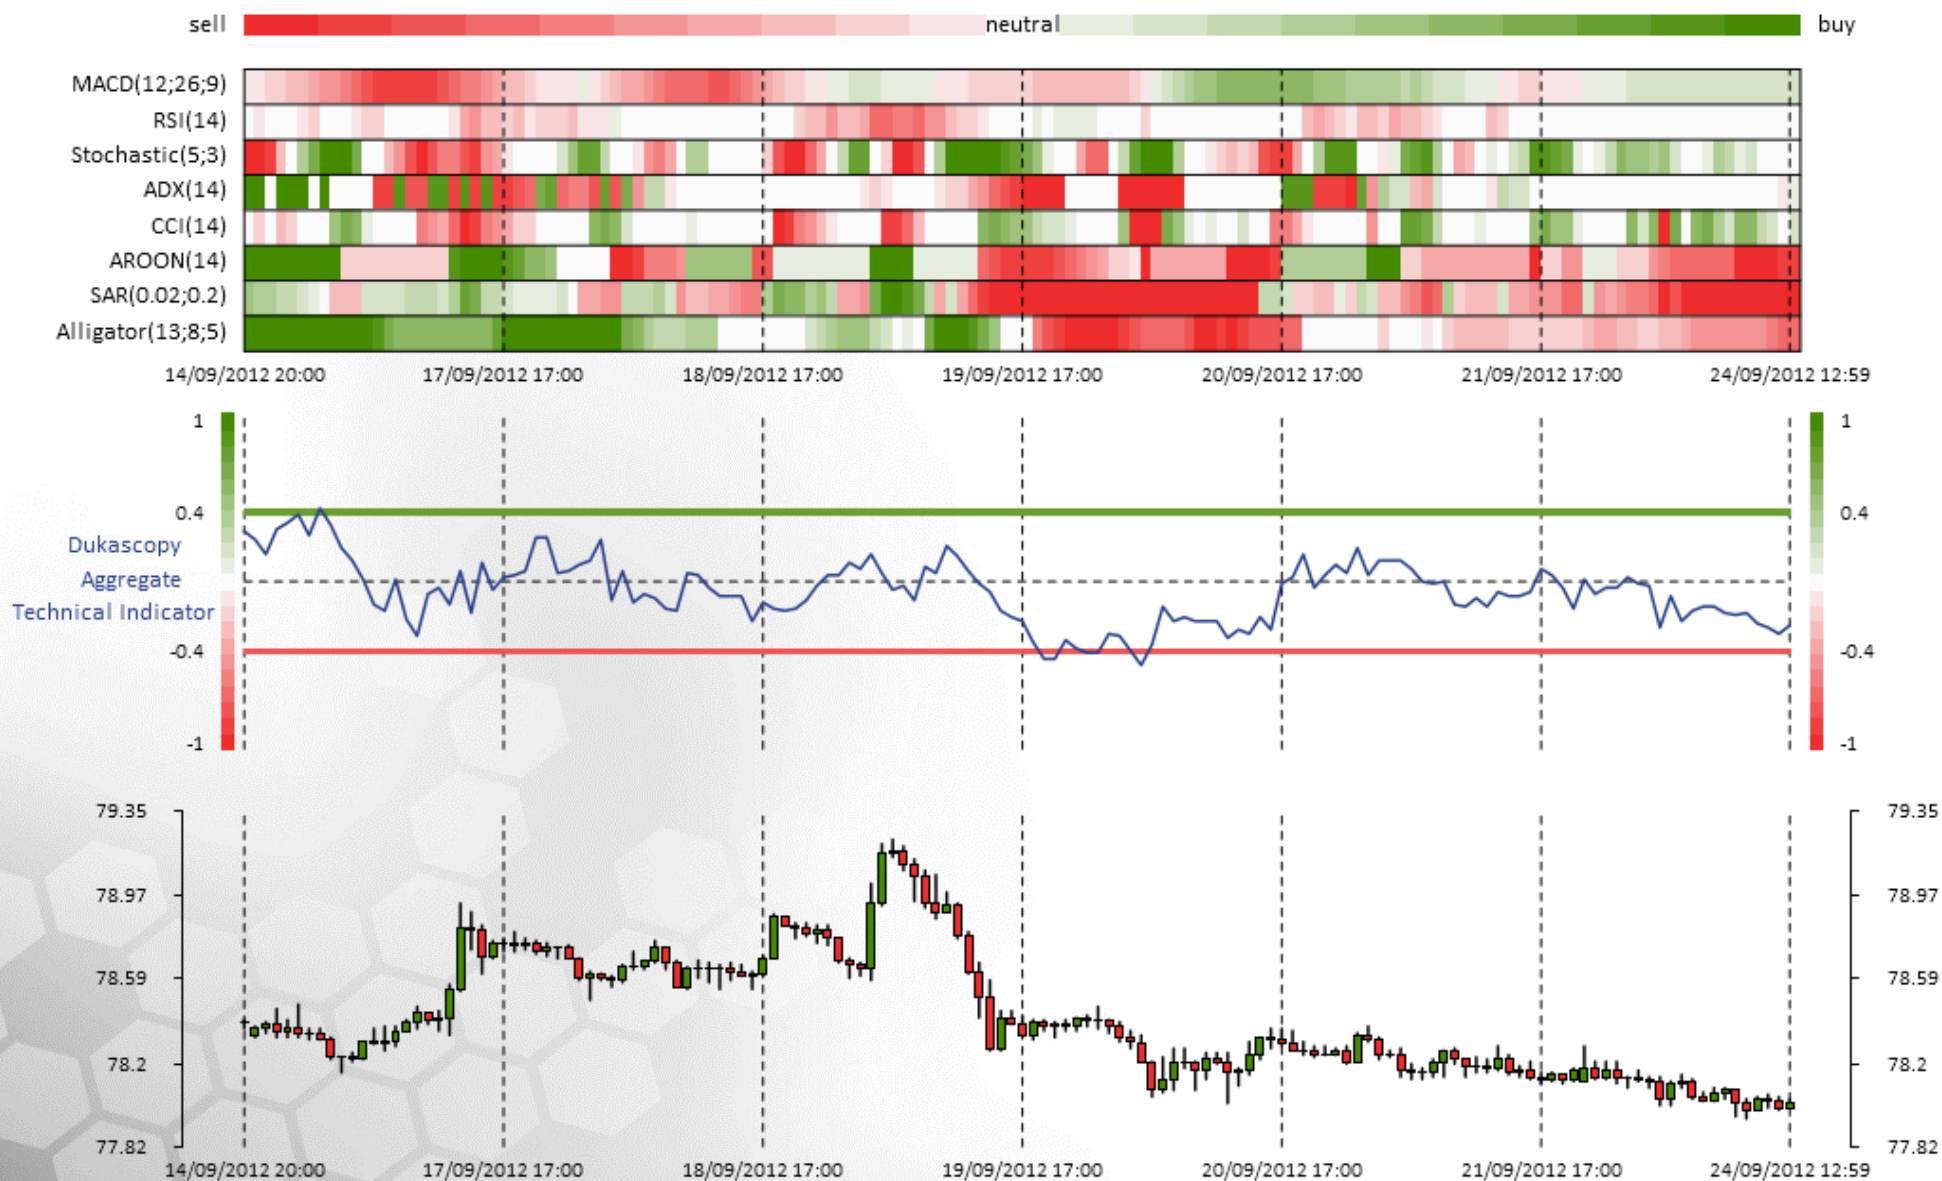 sell neutral buy
MACD(12;26;9)
RSI(14)
Stochastic(5;3)
ADX(14)
CCI(14)
AROON(14)
SAR(0.02;0.2)
Alligator(13;8;5)
14/09/2012 20:00 17/09/2012 17:00 18/09/2012 17:00 19/09/2012 17:00 20/09/2012 17:00 21/09/2012 17:00 24/09/2012 12:59
1 1
0.4 0.4
Dukascopy
Aggregate
Technical Indicator
-0.4 -0.4
-1 -1
79.35 79.35
78.97 78.97
78.59 78.59
78.2 78.2
77.82 77.82
14/09/2012 20:00 17/09/2012 17:00 18/09/2012 17:00 19/09/2012 17:00 20/09/2012 17:00 21/09/2012 17:00 24/09/2012 12:59